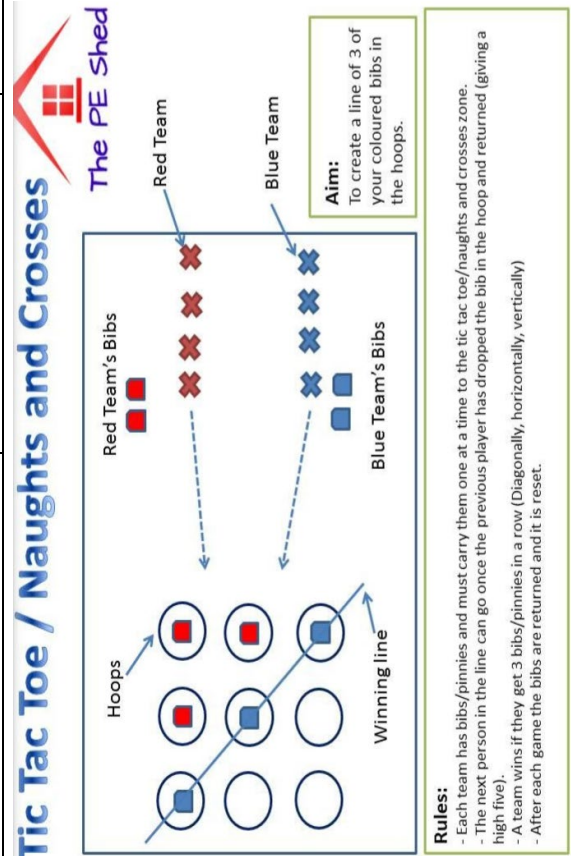 Tic Tac Toe / Naughts and Crosses
The PE Shed
Hoops
Red Team's Bibs
Red Team
Blue Team
Winning line
Blue Team's Bibs
Aim:
To create a line of 3 of
your coloured bibs in
the hoops.
Rules:
- Each team has bibs/pinnies and must carry them one at a time to the tic tac toe/naughts and crosses zone.
- The next person in the line can go once the previous player has dropped the bib in the hoop and returned (giving a
high five).
- A team wins if they get 3 bibs/pinnies in a row (Diagonally, horizontally, vertically)
- After each game the bibs are returned and it is reset.